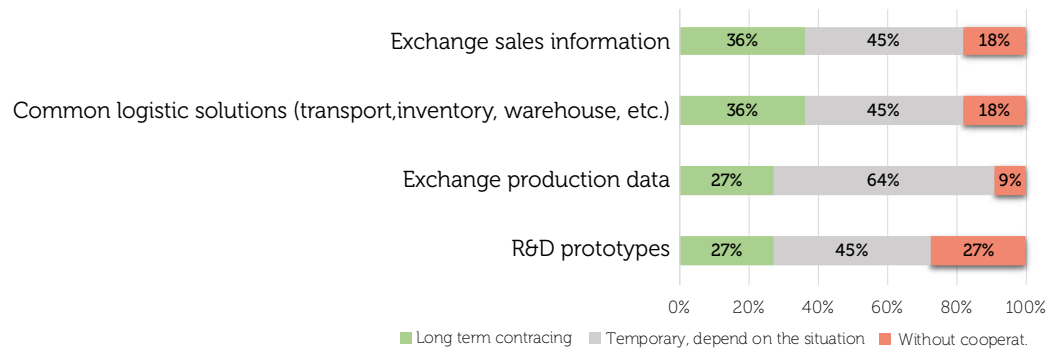 Exchange sales information 36% 45% 18%
Common logistic solutions (transport,inventory, warehouse, etc.) 36% 45% 18%
Exchange production data 27% 64% 9%
R&D prototypes 27% 45% 27%
0% 20% 40% 60% 80% 100%
Long term contracing Temporary, depend on the situation Without cooperat.